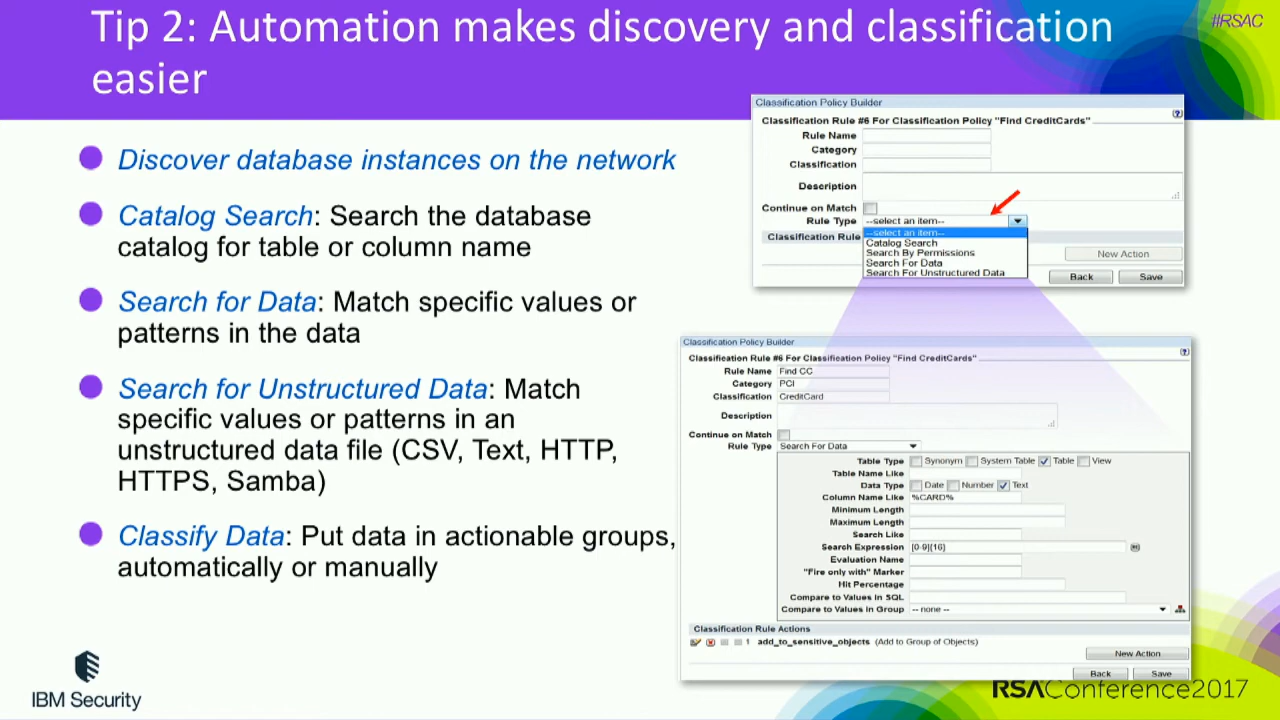 Tip 2: Automation makes discovery and classification
easier
#RSAC
Discover database instances on the network
Catalog Search: Search the database
catalog for table or column name
Search for Data: Match specific values or
patterns in the data
Search for Unstructured Data: Match
specific values or patterns in an
unstructured data file (CSV, Text, HTTP,
HTTPS, Samba)
Classify Data: Put data in actionable groups,
automatically or manually
Classification Policy Builder
Classification Rule #6 For Classification Policy "Find CreditCards"
Rule Name
Category
Classification
Description
Continue on Match
Rule Type --select an item--
--select an item--
Classification Rule
Catalog Search
Search By Permissions
Search For Data
Search For Unstructured Data
New Action
Back Save
Classification Policy Builder
Classification Rule #6 For Classification Policy "Find CreditCards"
Rule Name Find CC
Category PCI
Classification CreditCard
Description
Continue on Match
Rule Type Search For Data
Table Type Synonym System Table Table View
Table Name Like
Data Type Date Number Text
Column Name Like %CARD%
Minimum Length
Maximum Length
Search Like
Search Expression [0-9]{16}
Evaluation Name
"Fire only with" Marker
Hit Percentage
Compare to Values in SQL
Compare to Values in Group -- none --
Classification Rule Actions
1 add_to_sensitive_objects (Add to Group of Objects)
New Action
Back Save
IBM Security
RSAConference2017